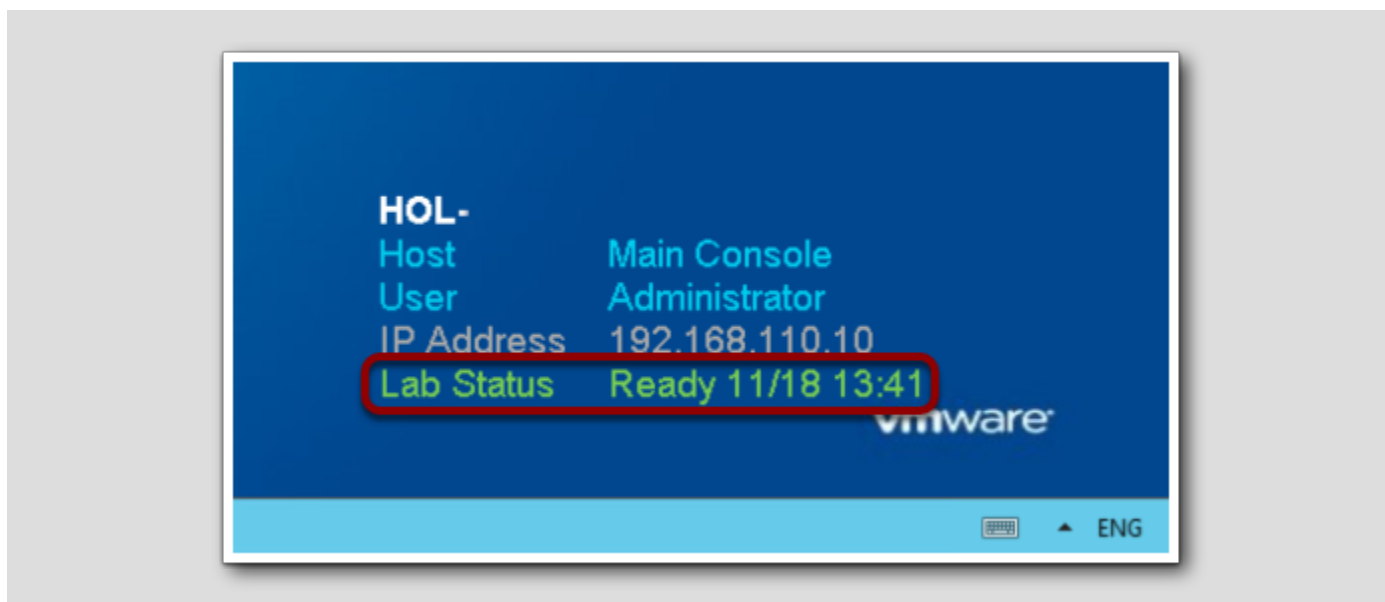 HOL-
Host Main Console
User Administrator
IP Address 192.168.110.10
Lab Status Ready 11/18 13:41
vmware
ENG